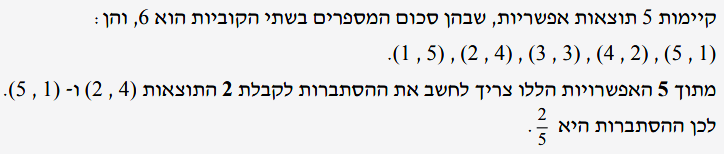 קיימות 5 תוצאות אפשריות, שבהן סכום המספרים בשתי הקוביות הוא 6, והן:
(1 , 5) , (2 , 4) , (3 , 3) , (4 , 2) , (5 , 1).
מתוך 5 האפשרויות הללו צריך לחשב את ההסתברות לקבלת 2 התוצאות (2 , 4) ו- (5 , 1).
לכן ההסתברות היא 2/5.